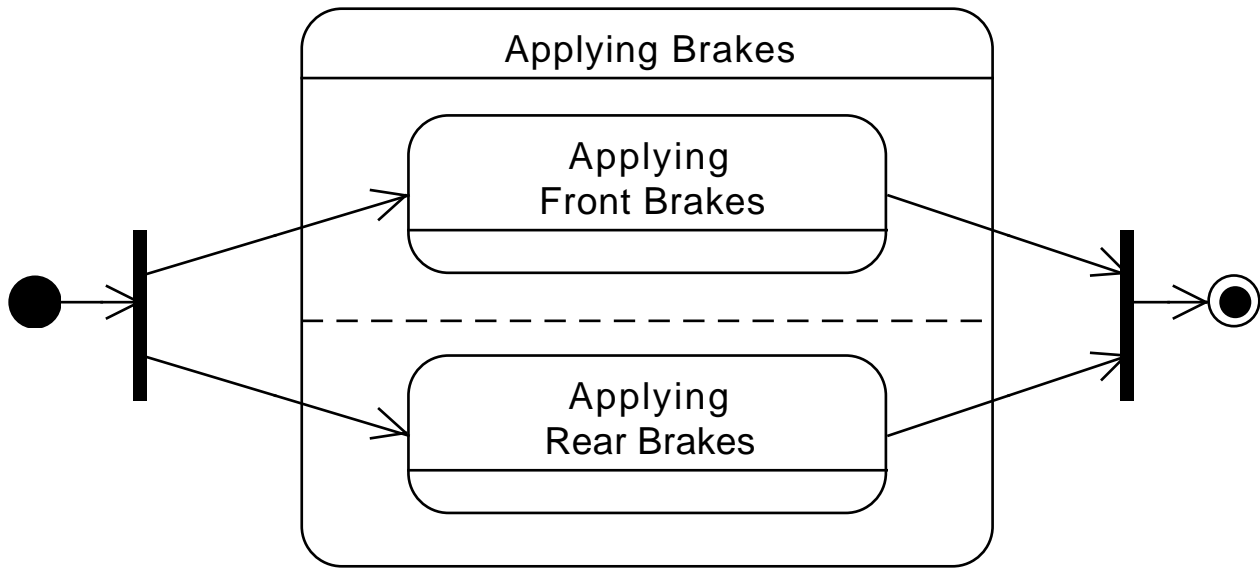 Applying Brakes
Applying
Front Brakes
Applying
Rear Brakes